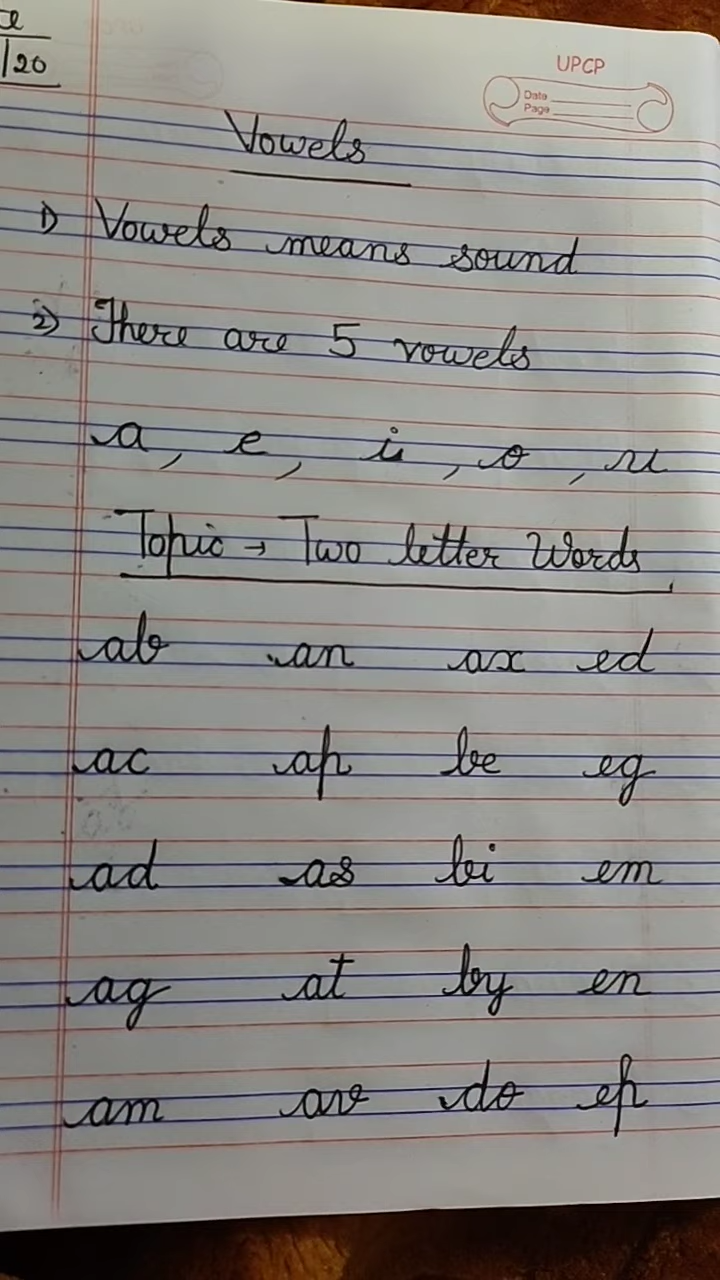 e
/20
UPCP
Date
Page
Vowels
1) Vowels means sound
2) There are 5 vowels
a, e, i, o, u
Topic → Two letter Words
ab an ax ed
ac ap be eg
ad as bi em
ag at by en
am av do ep